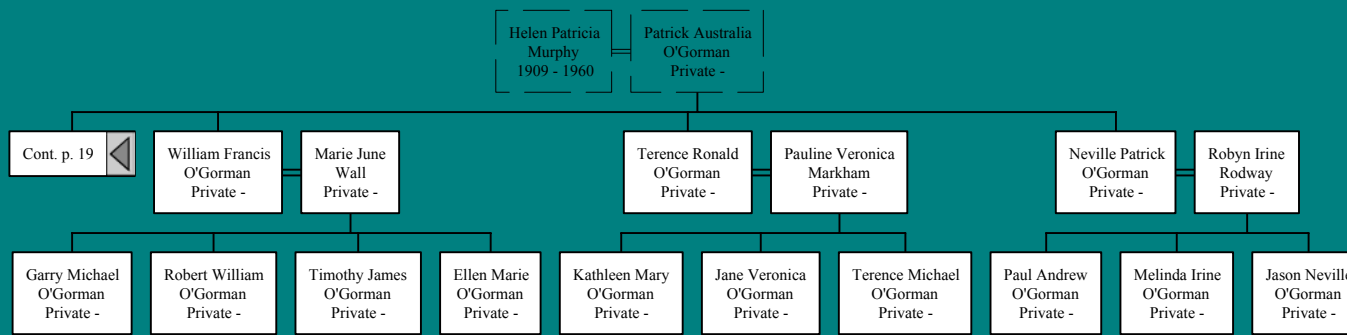 Helen Patricia
Murphy
1909 - 1960
Patrick Australia
O'Gorman
Private -
Cont. p. 19
William Francis
O'Gorman
Private -
Marie June
Wall
Private -
Terence Ronald
O'Gorman
Private -
Pauline Veronica
Markham
Private -
Neville Patrick
O'Gorman
Private -
Robyn Irine
Rodway
Private -
Garry Michael
O'Gorman
Private -
Robert William
O'Gorman
Private -
Timothy James
O'Gorman
Private -
Ellen Marie
O'Gorman
Private -
Kathleen Mary
O'Gorman
Private -
Jane Veronica
O'Gorman
Private -
Terence Michael
O'Gorman
Private -
Paul Andrew
O'Gorman
Private -
Melinda Irine
O'Gorman
Private -
Jason Neville
O'Gorman
Private -